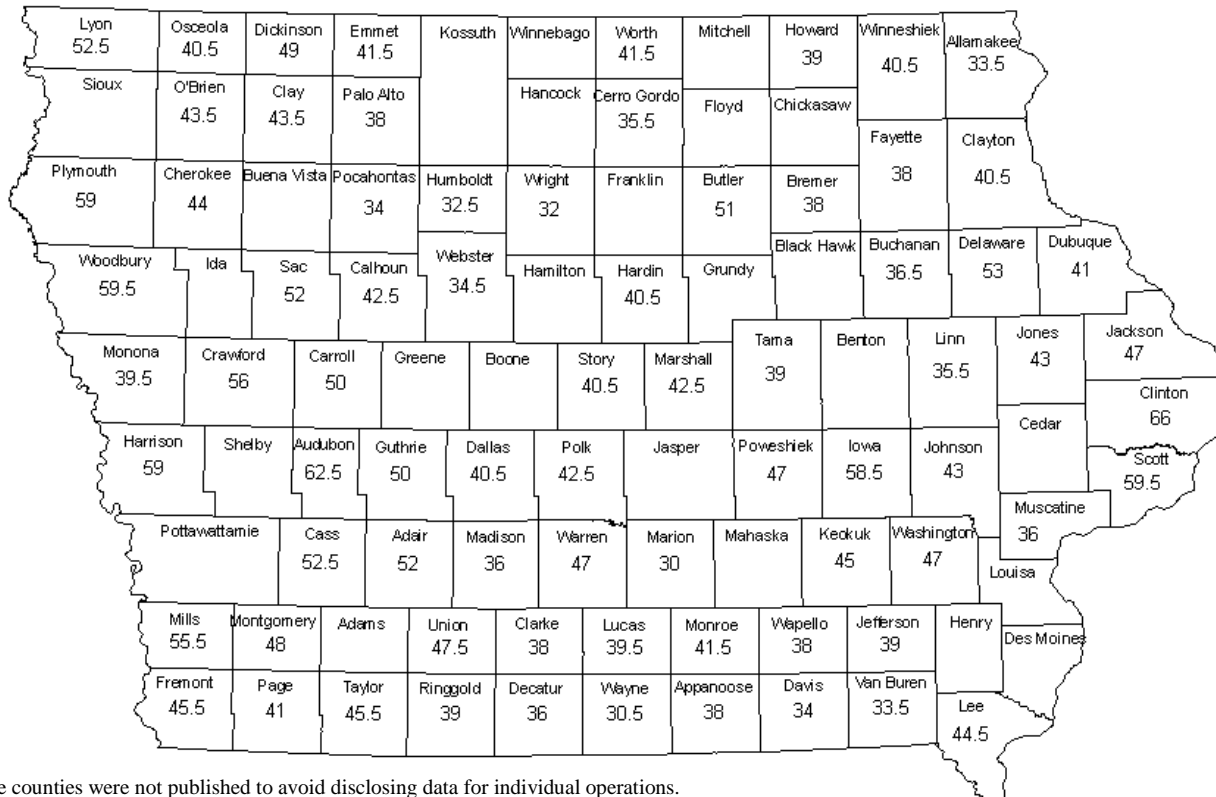 Lyon Osceola Dickinson Emmet Kossuth Winnebago Worth Mitchell Howard Winneshiek Allamakee
52.5 40.5 49 41.5 41.5 39 40.5 33.5
Sioux O'Brien Clay Palo Alto Hancock Cerro Gordo Floyd Chickasaw
43.5 43.5 38 35.5
Fayette Clayton
38 40.5
Plymouth Cherokee Buena Vista Pocahontas Humboldt Wright Franklin Butler Bremer
59 44 34 32.5 32 51 38
Woodbury Ida Sac Calhoun Webster Hamilton Hardin Grundy Black Hawk Buchanan Delaware Dubuque
59.5 52 42.5 34.5 40.5 36.5 53 41
Monona Crawford Carroll Greene Boone Story Marshall Tama Benton Linn Jones Jackson
39.5 56 50 40.5 42.5 39 35.5 43 47
Clinton
66
Harrison Shelby Audubon Guthrie Dallas Polk Jasper Poweshiek Iowa Johnson Cedar Scott
59 62.5 50 40.5 42.5 47 58.5 43 59.5
Muscatine
36
Pottawattamie Cass Adair Madison Warren Marion Mahaska Keokuk Washington Louisa
52.5 52 36 47 30 45 47
Mills Montgomery Adams Union Clarke Lucas Monroe Wapello Jefferson Henry Des Moines
55.5 48 47.5 38 39.5 41.5 38 39
Fremont Page Taylor Ringgold Decatur Wayne Appanoose Davis Van Buren Lee
45.5 41 45.5 39 36 30.5 38 34 33.5 44.5
e counties were not published to avoid disclosing data for individual operations.